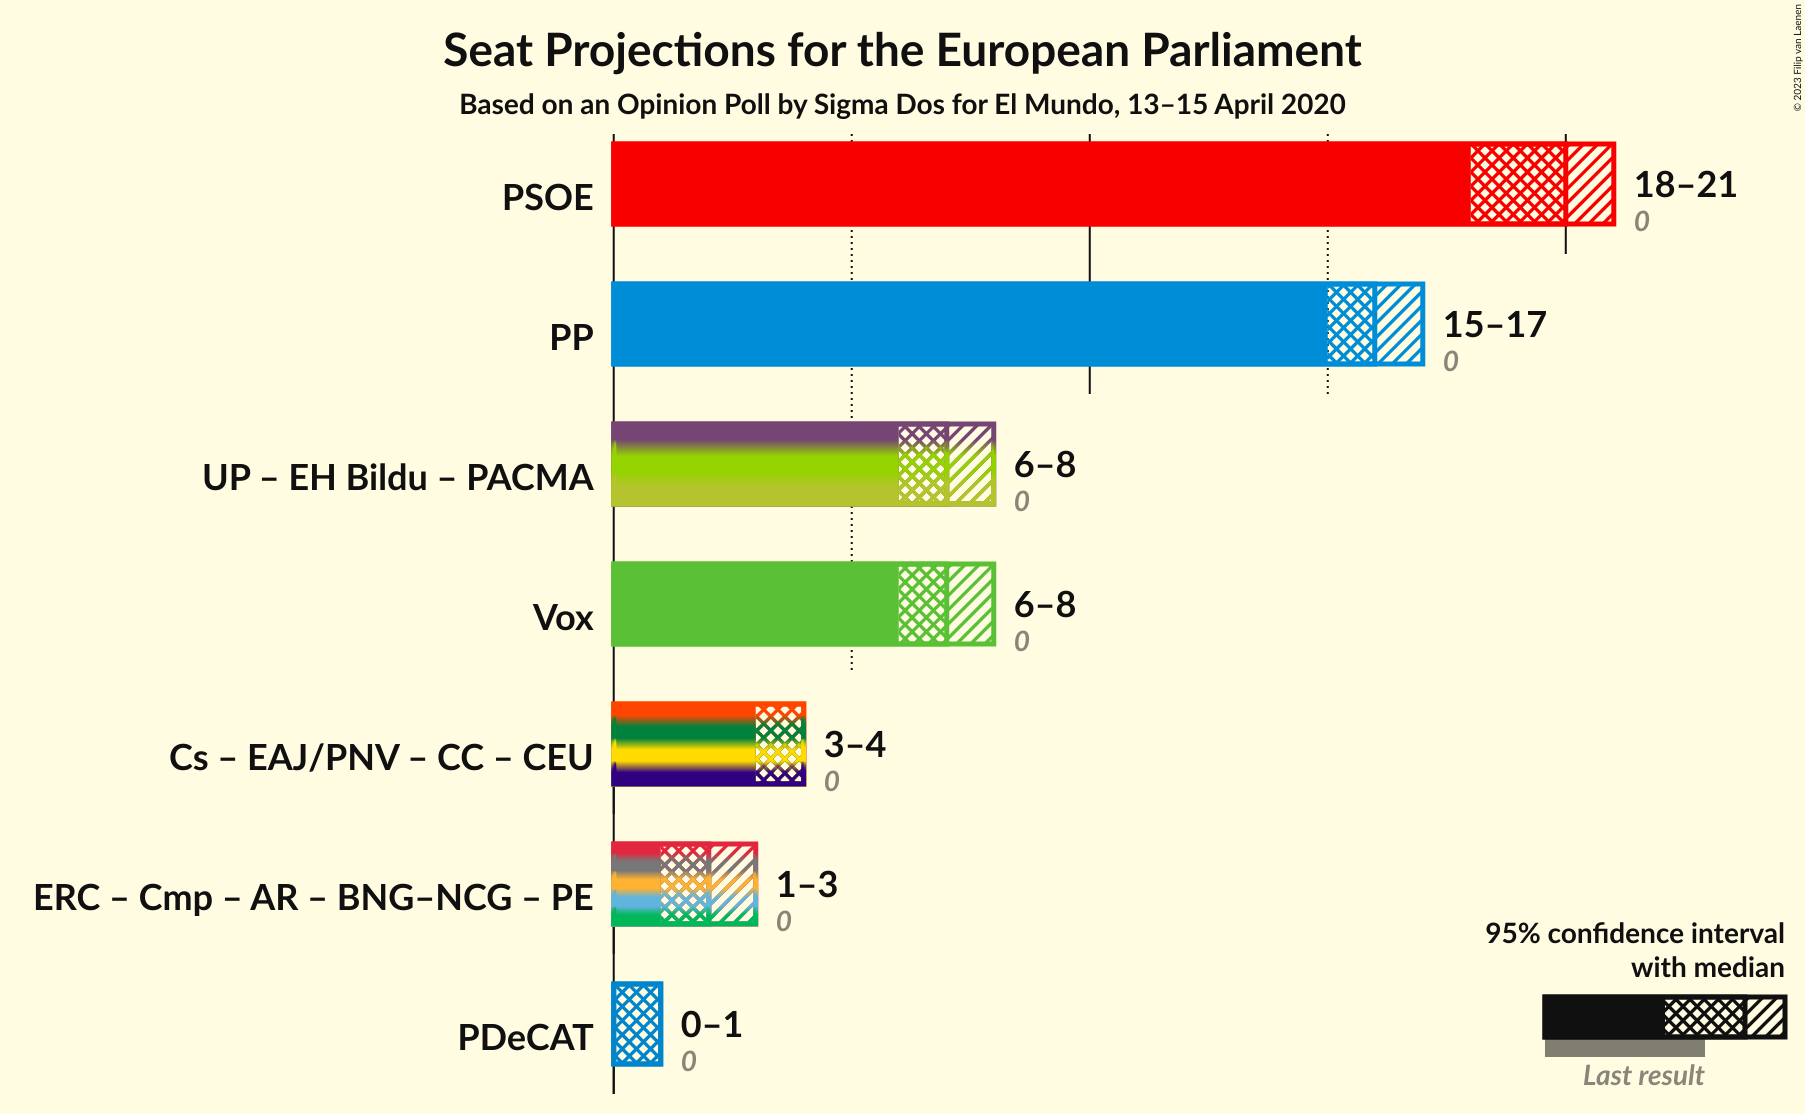 Seat Projections for the European Parliament
Based on an Opinion Poll by Sigma Dos for El Mundo, 13–15 April 2020
© 2023 Filip van Laenen
PSOE
18–21
0
PP
15–17
0
UP – EH Bildu – PACMA
6–8
0
Vox
6–8
0
Cs – EAJ/PNV – CC – CEU
3–4
0
ERC – Cmp – AR – BNG–NCG – PE
1–3
0
PDeCAT
0–1
0
95% confidence interval
with median
Last result